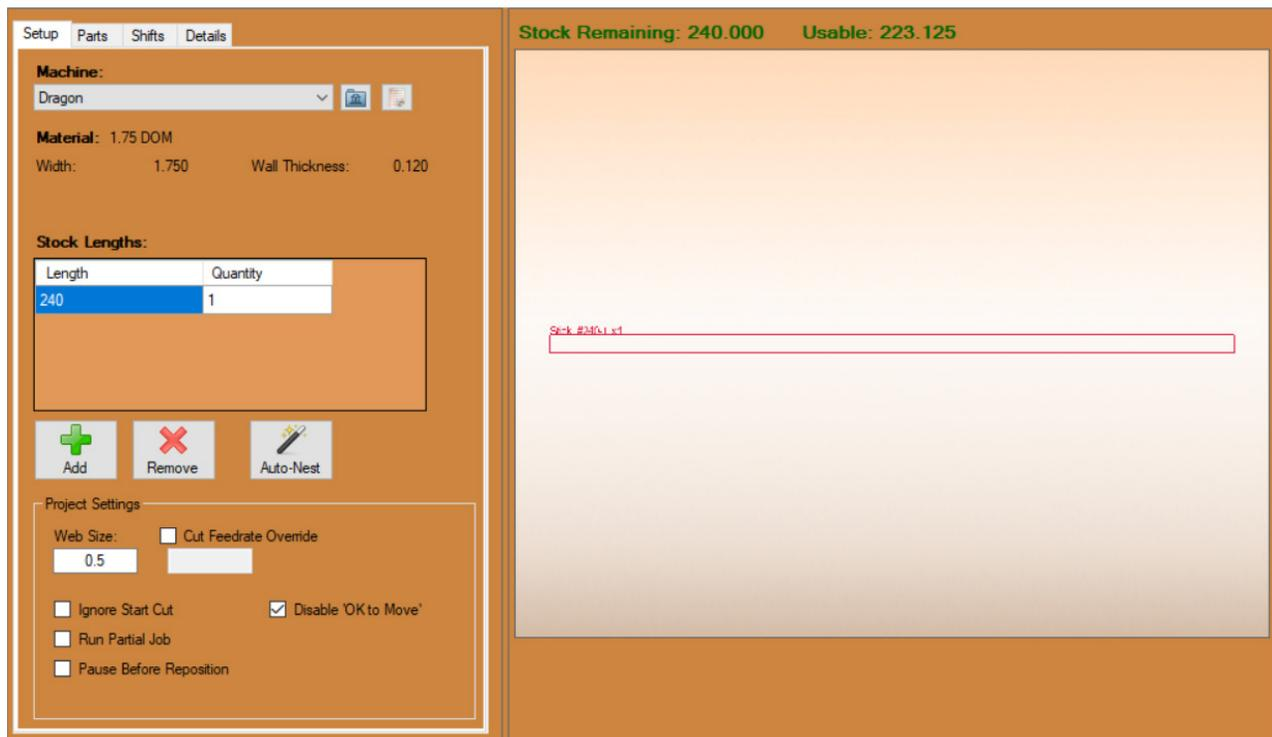 Setup Parts Shifts Details
Machine:
Dragon
Material: 1.75 DOM
Width: 1.750 Wall Thickness: 0.120
Stock Lengths:
Length Quantity
240 1
Add Remove Auto-Nest
Project Settings
Web Size: Cut Feedrate Override
0.5
Ignore Start Cut Disable 'OK to Move'
Run Partial Job
Pause Before Reposition
Stock Remaining: 240.000 Usable: 223.125